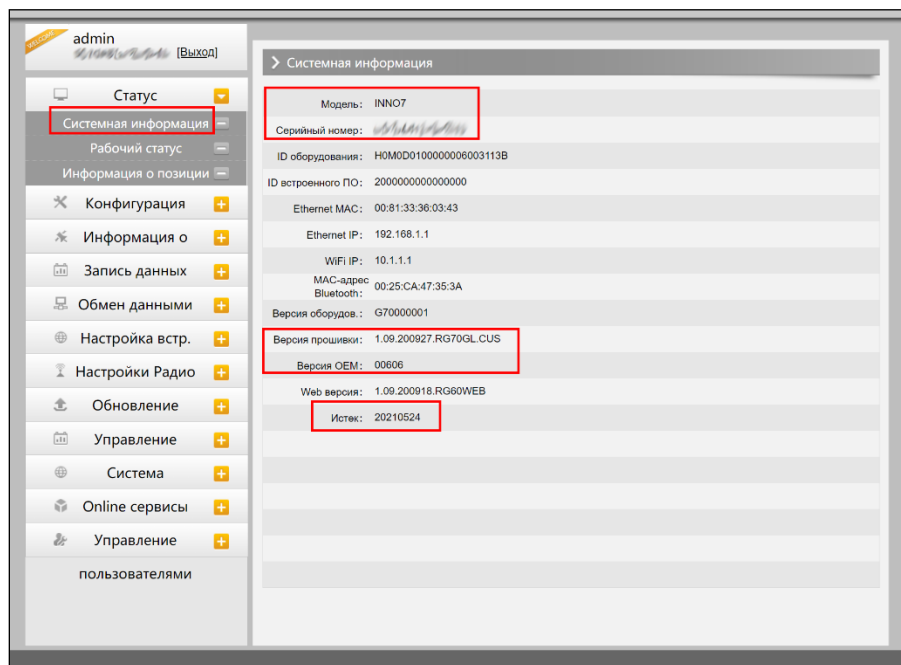 WELCOME
admin
[Выход]
Статус
Системная информация
Рабочий статус
Информация о позиции
Конфигурация
Информация о
Запись данных
Обмен данными
Настройка встр.
Настройки Радио
Обновление
Управление
Система
Online сервисы
Управление
пользователями
Системная информация
Модель: INNO7
Серийный номер:
ID оборудования: H0M0D0100000006003113B
ID встроенного ПО: 2000000000000000
Ethernet MAC: 00:81:33:36:03:43
Ethernet IP: 192.168.1.1
WiFi IP: 10.1.1.1
MAC-адрес
Bluetooth: 00:25:CA:47:35:3A
Версия оборудов.: G70000001
Версия прошивки: 1.09.200927.RG70GL.CUS
Версия OEM: 00606
Web версия: 1.09.200918.RG60WEB
Истек: 20210524